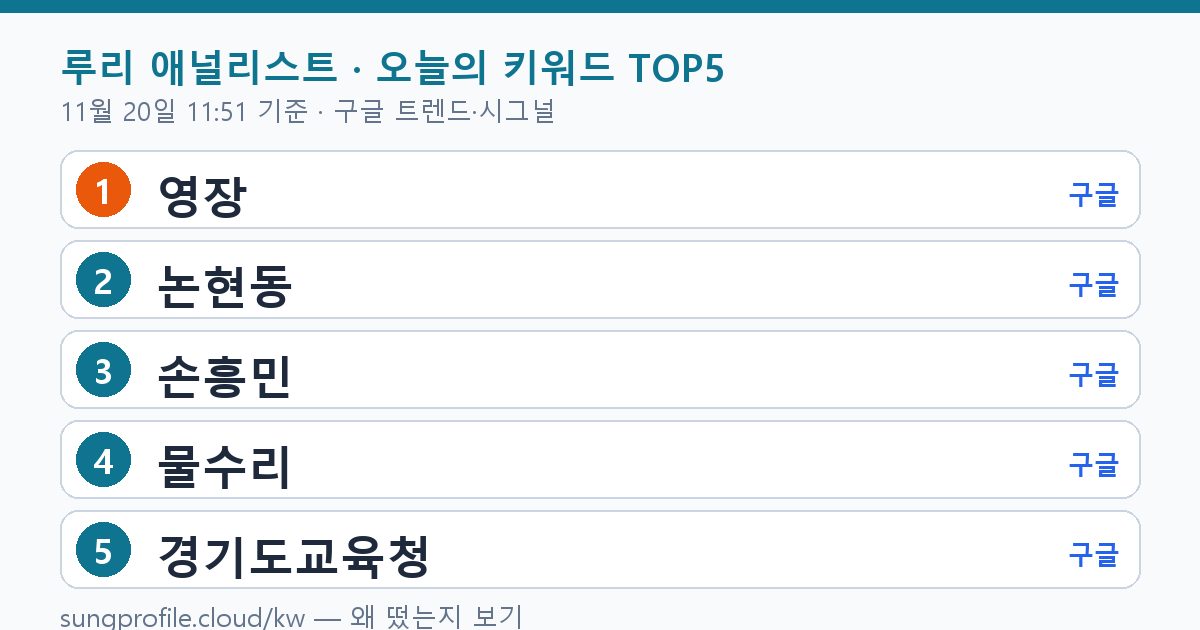 루리 애널리스트 · 오늘의 키워드 TOP5
11월 20일 11:51 기준 · 구글 트렌드·시그널
1 영장 구글
2 논현동 구글
3 손흥민 구글
4 물수리 구글
5 경기도교육청 구글
sungprofile.cloud/kw — 왜 떴는지 보기